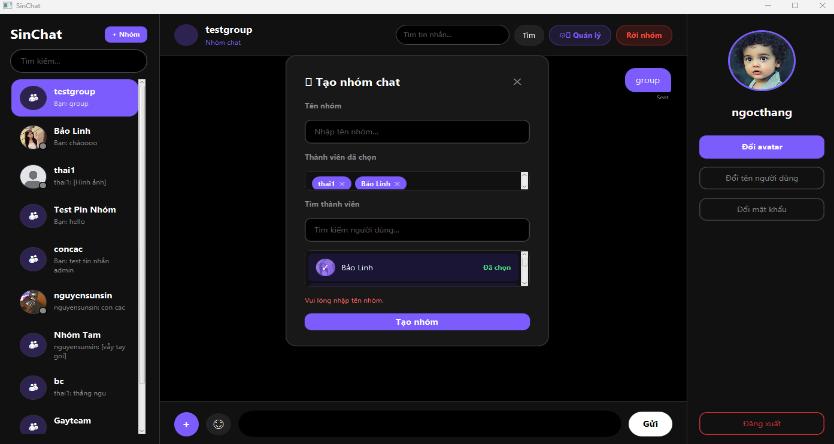 SinChat
SinChat
+ Nhóm
Tìm kiếm...
testgroup
Bạn: group
Bảo Linh
Bạn: chàoooo
thai1
thai1: [Hình ảnh]
Test Pin Nhóm
Bạn: hello
concac
Bạn: test tin nhắn
admin
nguyensunsin
nguyensunsin: con cac
Nhóm Tam
nguyensunsin: [vẫy tay
gọi]
bc
thai1: thằng ngu
Gayteam
testgroup
Nhóm chat
Tìm tin nhắn...
Tìm
Quản lý
Rời nhóm
group
Seen
Tạo nhóm chat
Tên nhóm
Nhập tên nhóm...
Thành viên đã chọn
thai1 ×
Bảo Linh ×
Tìm thành viên
Tìm kiếm người dùng...
Bảo Linh
Đã chọn
Vui lòng nhập tên nhóm.
Tạo nhóm
+
Gửi
ngocthang
Đổi avatar
Đổi tên người dùng
Đổi mật khẩu
Đăng xuất